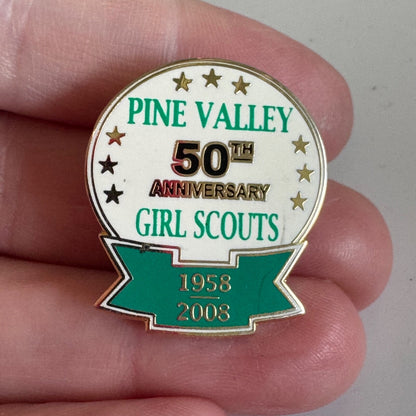 PINE VALLEY
50TH
ANNIVERSARY
GIRL SCOUTS
1958
2008